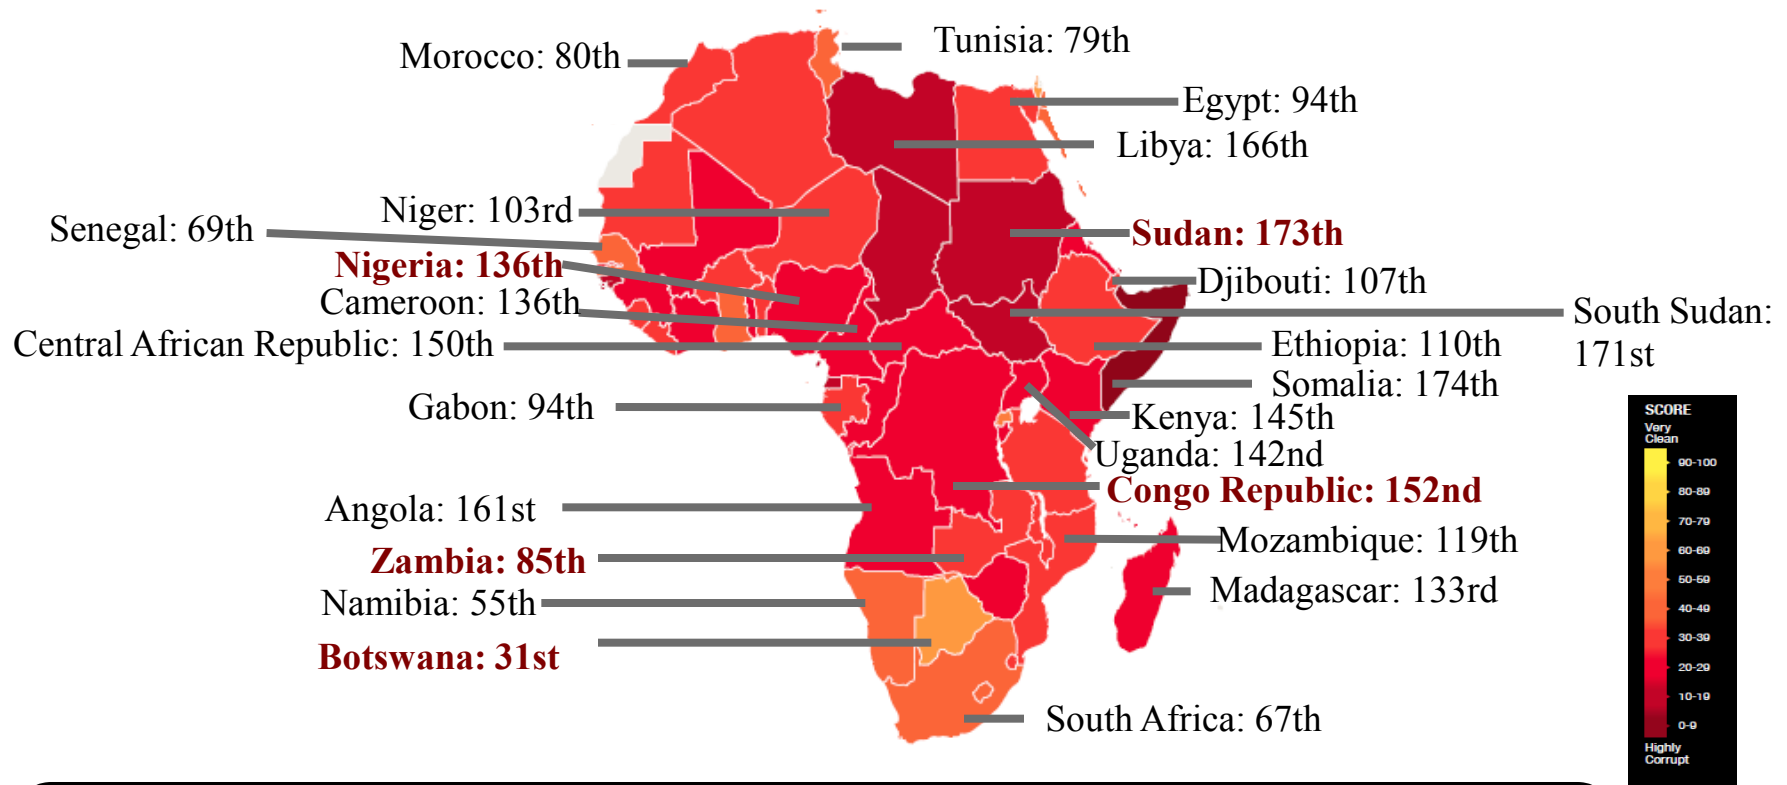 Tunisia: 79th
Morocco: 80th
Egypt: 94th
Libya: 166th
Niger: 103rd
Senegal: 69th
Sudan: 173th
Nigeria: 136th
Djibouti: 107th
Cameroon: 136th
South Sudan:
171st
Central African Republic: 150th
Ethiopia: 110th
Somalia: 174th
Gabon: 94th
Kenya: 145th
Uganda: 142nd
Congo Republic: 152nd
Angola: 161st
Mozambique: 119th
Zambia: 85th
Madagascar: 133rd
Namibia: 55th
Botswana: 31st
South Africa: 67th
SCORE
Very
Clean
90-100
80-89
70-79
60-69
50-59
40-49
30-39
20-29
10-19
0-9
Highly
Corrupt